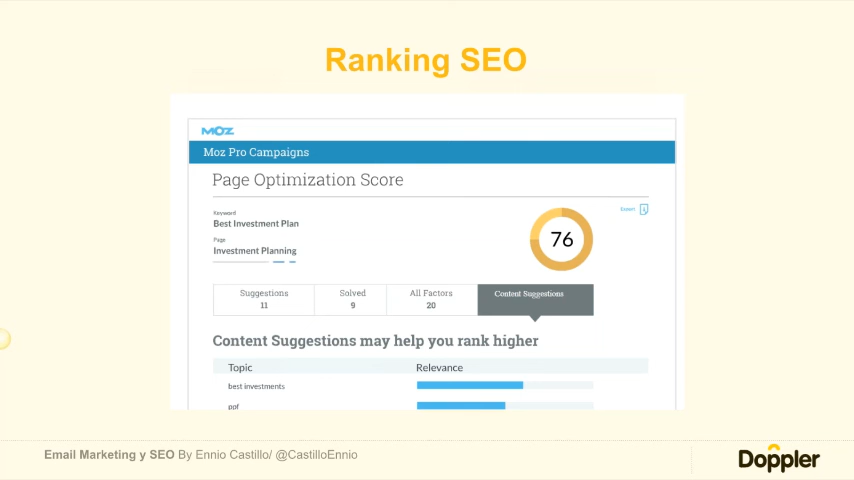 Ranking SEO
MOZ
Moz Pro Campaigns
Page Optimization Score
Keyword
Best Investment Plan
Export
Page
Investment Planning
76
Suggestions Solved All Factors Content Suggestions
11 9 20
Content Suggestions may help you rank higher
Topic Relevance
best investments
pof
Email Marketing y SEO By Ennio Castillo/ @CastilloEnnio
Doppler